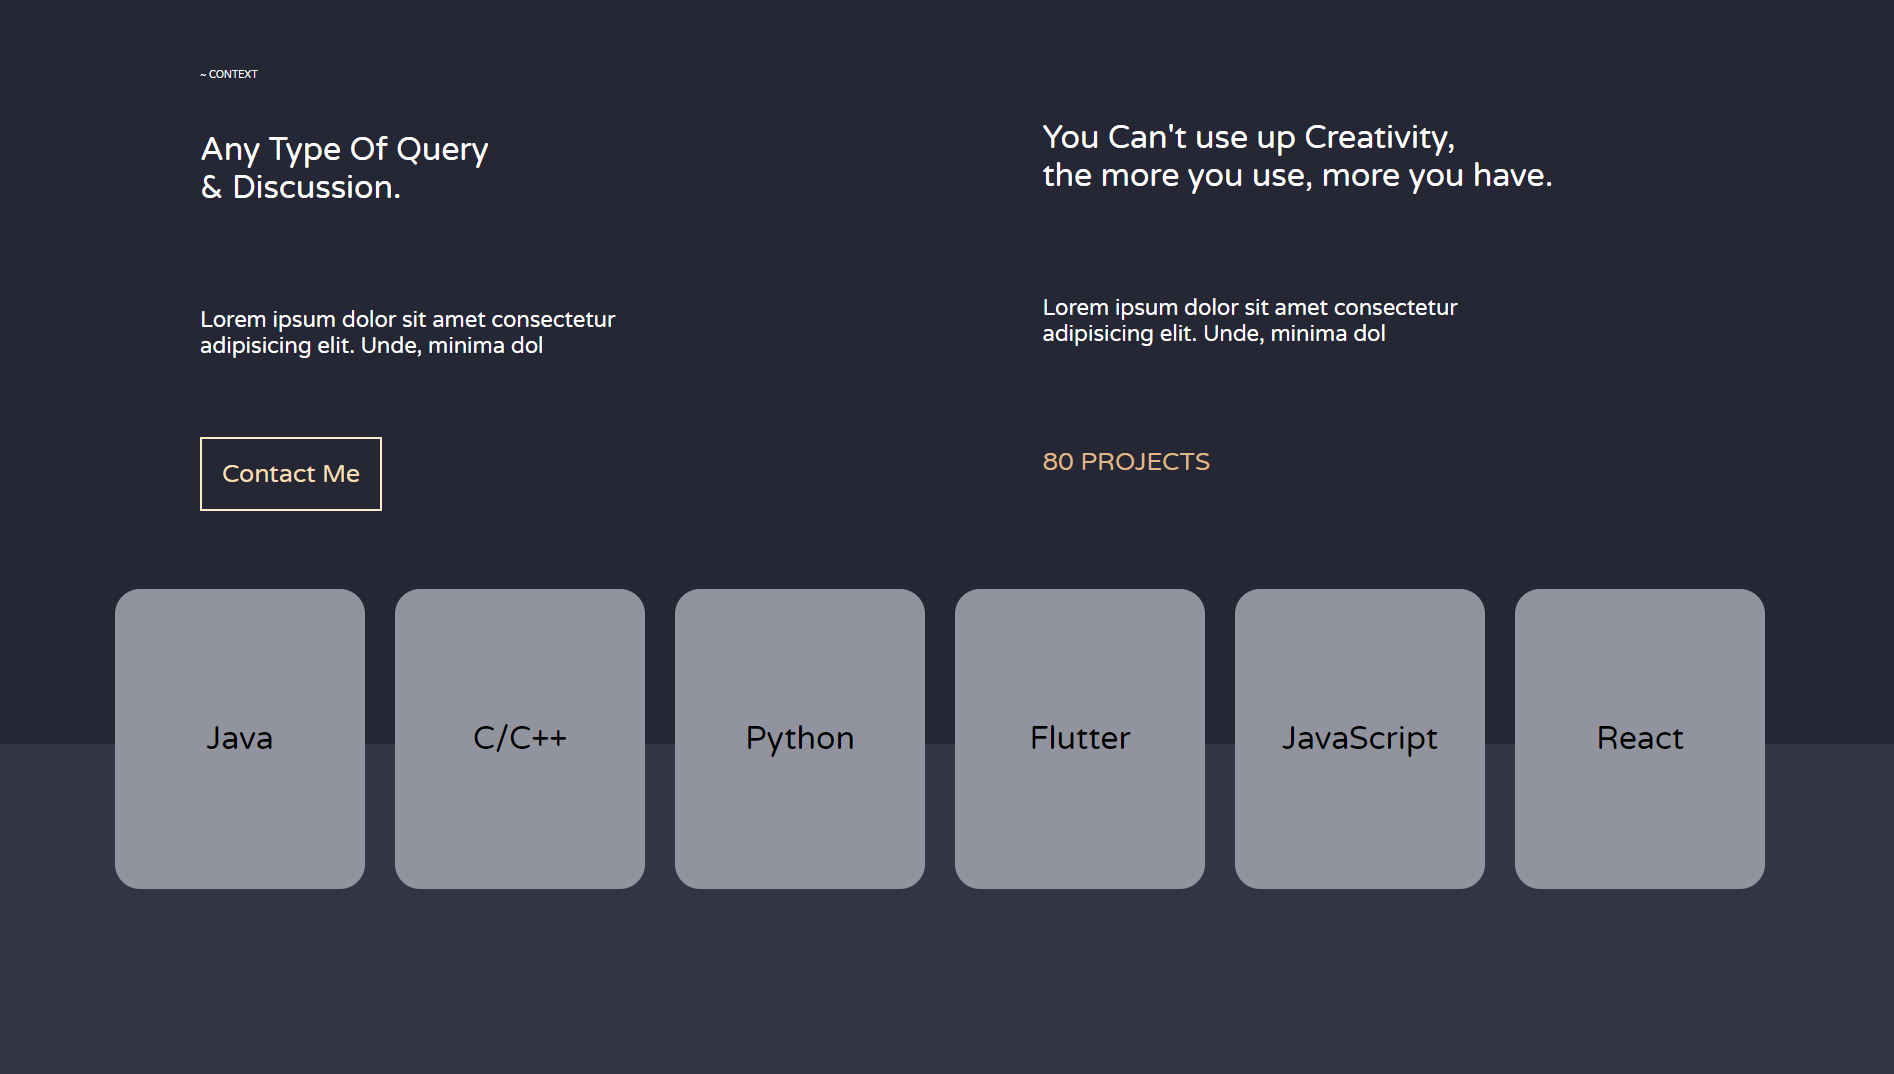 ~ CONTEXT
Any Type Of Query
& Discussion.
Lorem ipsum dolor sit amet consectetur
adipisicing elit. Unde, minima dol
Contact Me
You Can't use up Creativity,
the more you use, more you have.
Lorem ipsum dolor sit amet consectetur
adipisicing elit. Unde, minima dol
80 PROJECTS
Java
C/C++
Python
Flutter
JavaScript
React